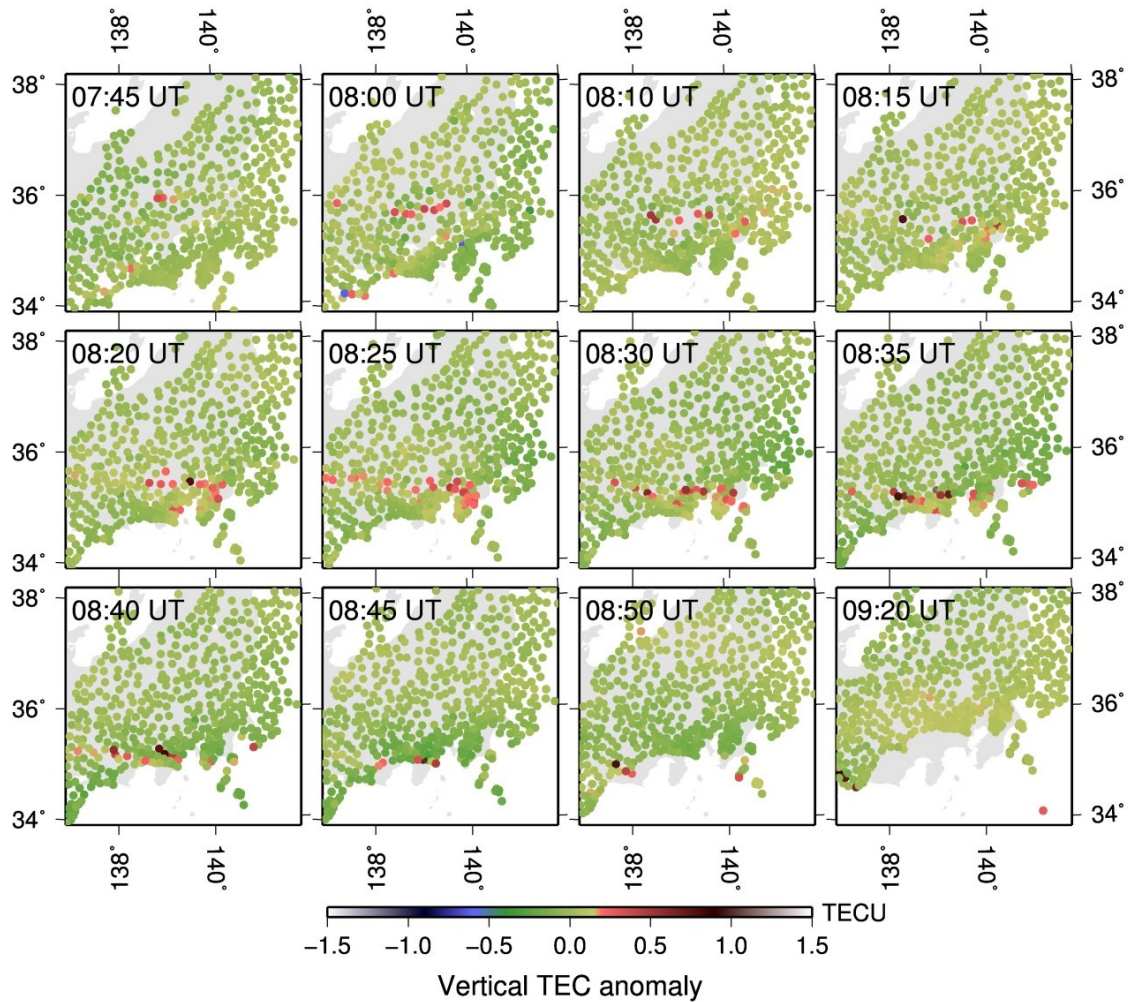 138° 140° 138° 140° 138° 140° 138° 140°
38° 07:45 UT 08:00 UT 08:10 UT 08:15 UT 38°
36° 36°
34° 34°
08:20 UT 08:25 UT 08:30 UT 08:35 UT
38° 38°
36° 36°
34° 34°
08:40 UT 08:45 UT 08:50 UT 09:20 UT
38° 38°
36° 36°
34° 34°
138° 140° 138° 140° 138° 140° 138° 140°
TECU
−1.5 −1.0 −0.5 0.0 0.5 1.0 1.5
Vertical TEC anomaly